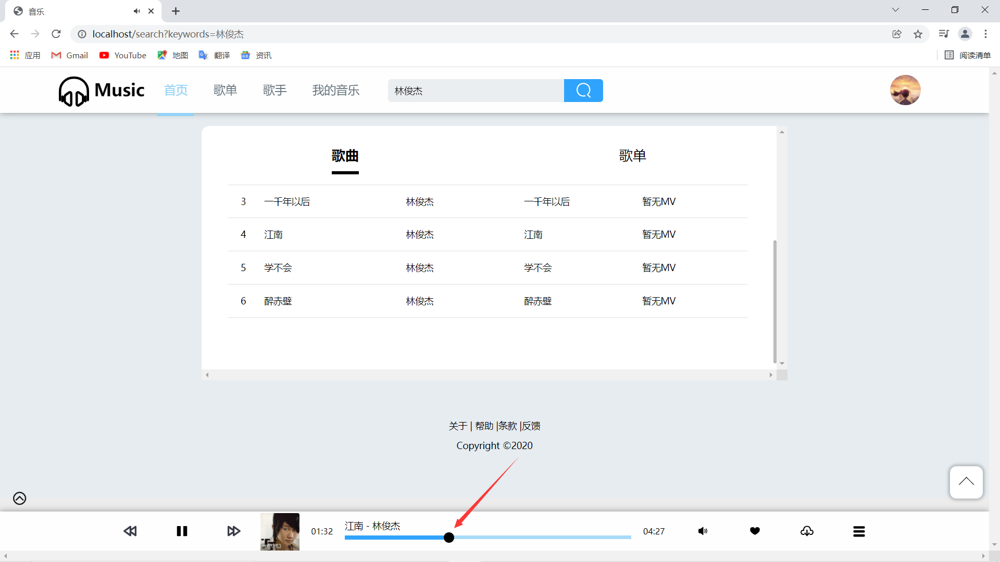 音乐
localhost/search?keywords=林俊杰
应用 Gmail YouTube 地图 翻译 资讯 阅读清单
Music 首页 歌单 歌手 我的音乐 林俊杰
歌曲 歌单
3 一千年以后 林俊杰 一千年以后 暂无MV
4 江南 林俊杰 江南 暂无MV
5 学不会 林俊杰 学不会 暂无MV
6 醉赤壁 林俊杰 醉赤壁 暂无MV
关于 | 帮助 |条款 |反馈
Copyright ©2020
江南 - 林俊杰
01:32 04:27